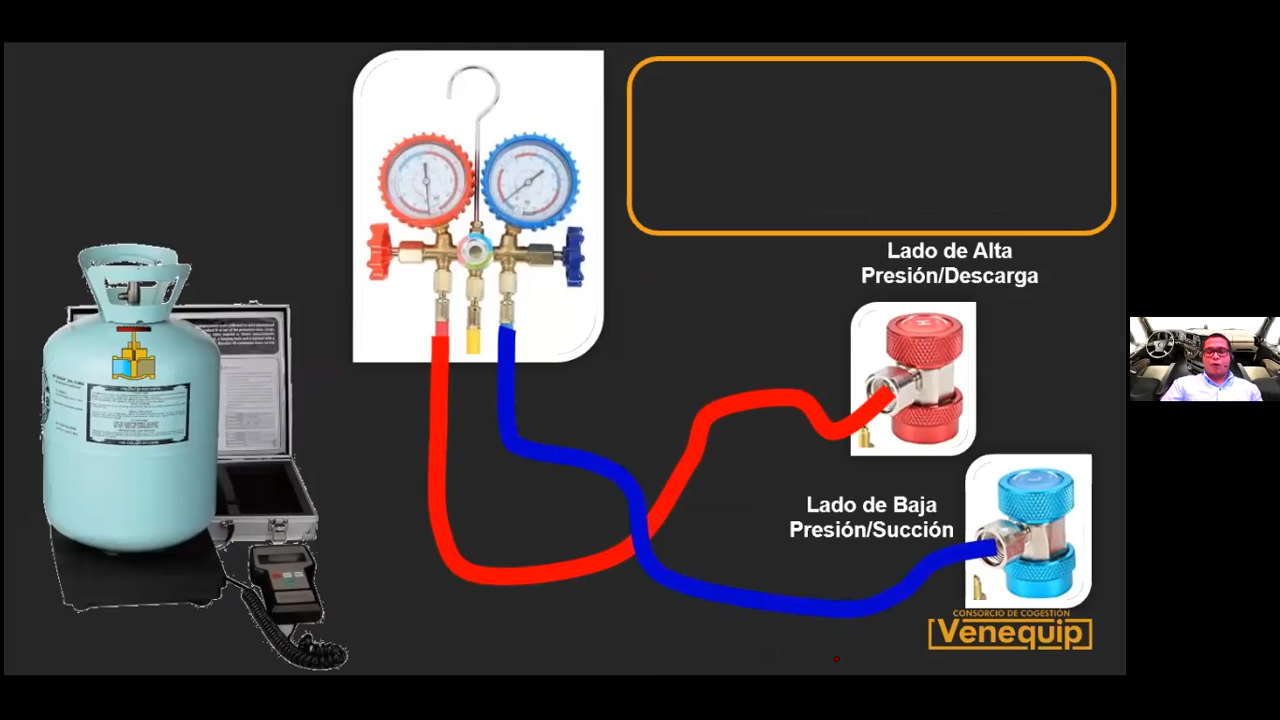 Lado de Alta
Presión/Descarga
Lado de Baja
Presión/Succión
CONSORCIO DE COGESTIÓN
Venequip